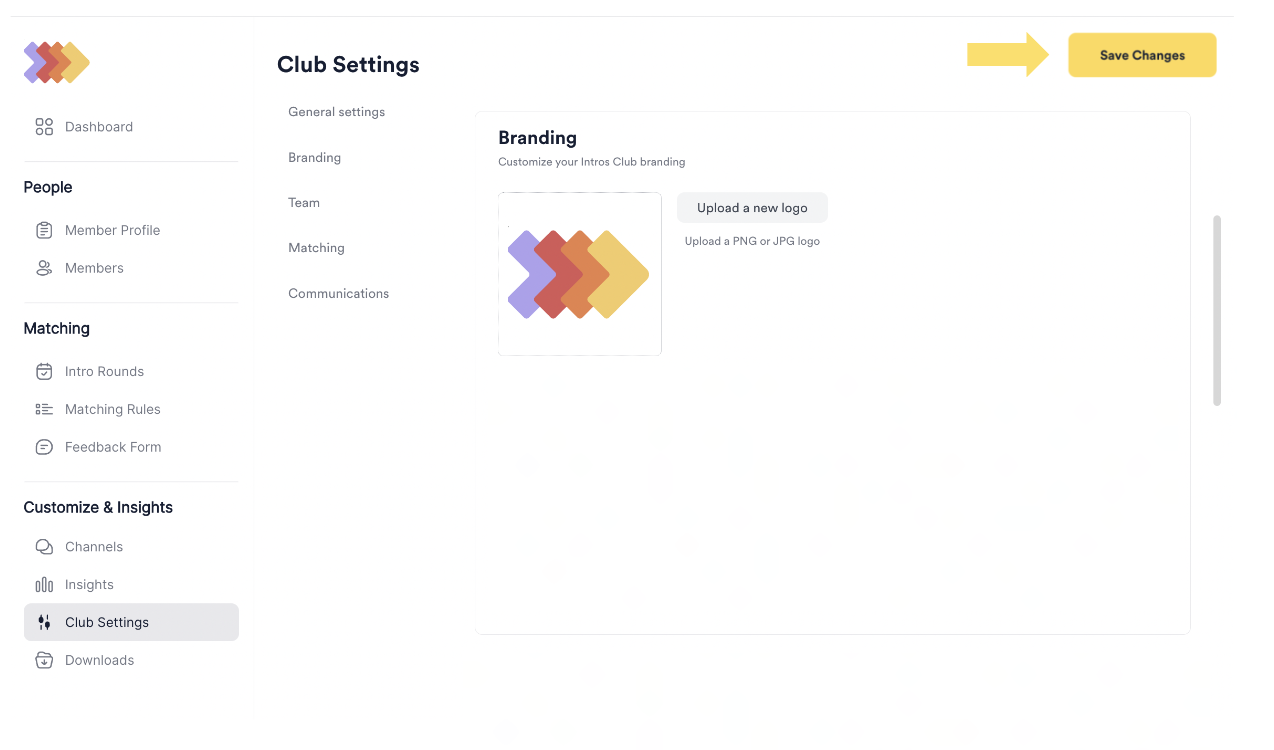 Club Settings
Save Changes
Dashboard
People
Member Profile
Members
Matching
Intro Rounds
Matching Rules
Feedback Form
Customize & Insights
Channels
Insights
Club Settings
Downloads
General settings
Branding
Team
Matching
Communications
Branding
Customize your Intros Club branding
Upload a new logo
Upload a PNG or JPG logo